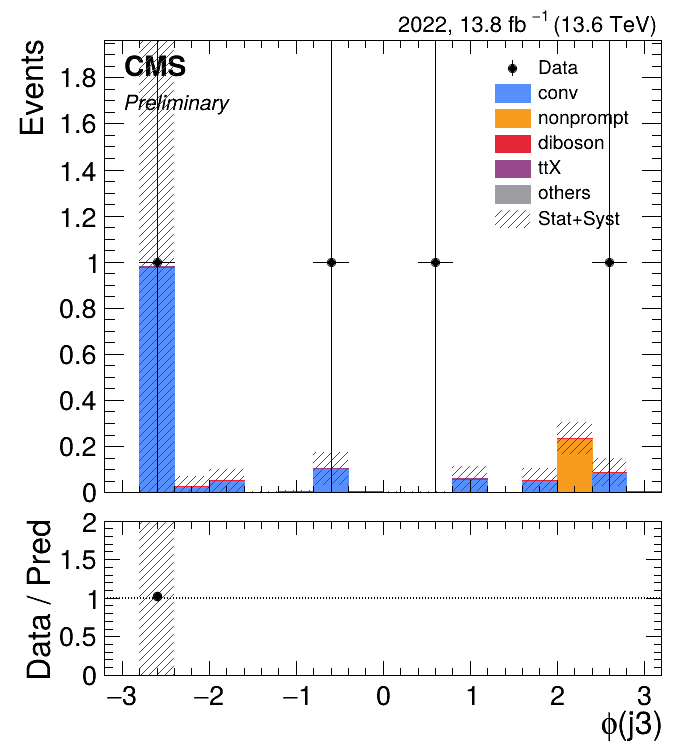 2022, 13.8 fb⁻¹ (13.6 TeV)
CMS
Preliminary
Data
conv
nonprompt
diboson
ttX
others
Stat+Syst
Events
1.8
1.6
1.4
1.2
1
0.8
0.6
0.4
0.2
0
Data / Pred
2
1.5
1
0.5
0
−3 −2 −1 0 1 2 3
ϕ(j3)